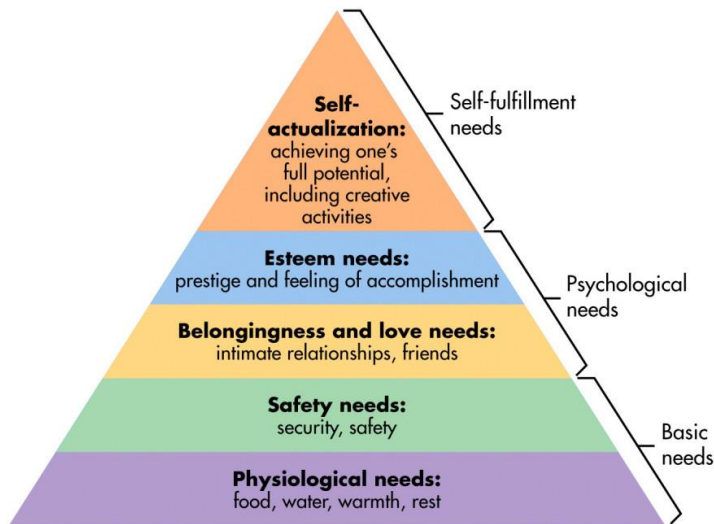 Self-
actualization:
achieving one's
full potential,
including creative
activities
Self-fulfillment
needs
Esteem needs:
prestige and feeling of accomplishment
Belongingness and love needs:
intimate relationships, friends
Psychological
needs
Safety needs:
security, safety
Physiological needs:
food, water, warmth, rest
Basic
needs